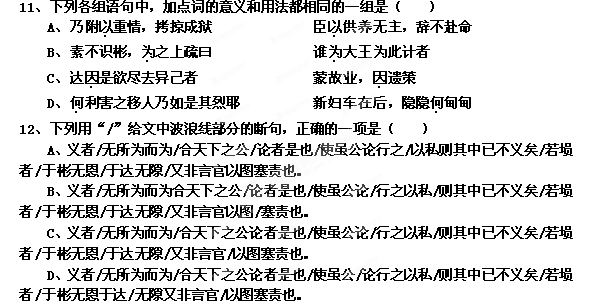 11、下列各组语句中，加点词的意义和用法都相同的一组是（　　）
A、乃附以重情，拷掠成狱　　臣以供养无主，辞不赴命
B、素不识彬，为之上疏曰　　谁为大王为此计者
C、达因是欲尽去异己者　　蒙故业，因遗策
D、何利害之移人乃如是其烈耶　　新妇车在后，隐隐何甸甸
12、下列用“/”给文中波浪线部分的断句，正确的一项是（　　）
A、义者/无所为而为/合天下之公/论者是也/使虽公论行之/以私/则其中已不义矣/若埙
者/于彬无恩/于达无隙/又非言官以图塞责也。
B、义者/无所为而为合天下之公/论者是也/使虽公论/行之以私/则其中已不义矣/若埙
者/于彬无恩/于达无隙/又非言官以图/塞责也。
C、义者/无所为而为/合天下之公论者是也/使虽公论/行之以私/则其中已不义矣/若埙
者/于彬无恩/于达无隙/又非言官/以图塞责也。
D、义者/无所为而为/合天下之公论者是也/使虽公论/行之以私/则其中已不义矣/若埙
者/于彬无恩于达/无隙又非言官/以图塞责也。